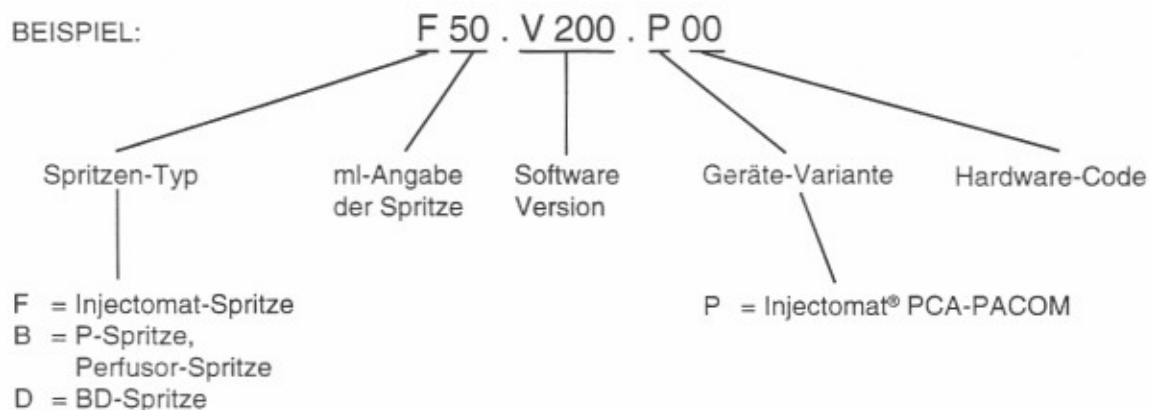 BEISPIEL: F 50 . V 200 . P 00
Spritzen-Typ ml-Angabe Software Geräte-Variante Hardware-Code
der Spritze Version
F = Injectomat-Spritze P = Injectomat® PCA-PACOM
B = P-Spritze,
Perfusor-Spritze
D = BD-Spritze